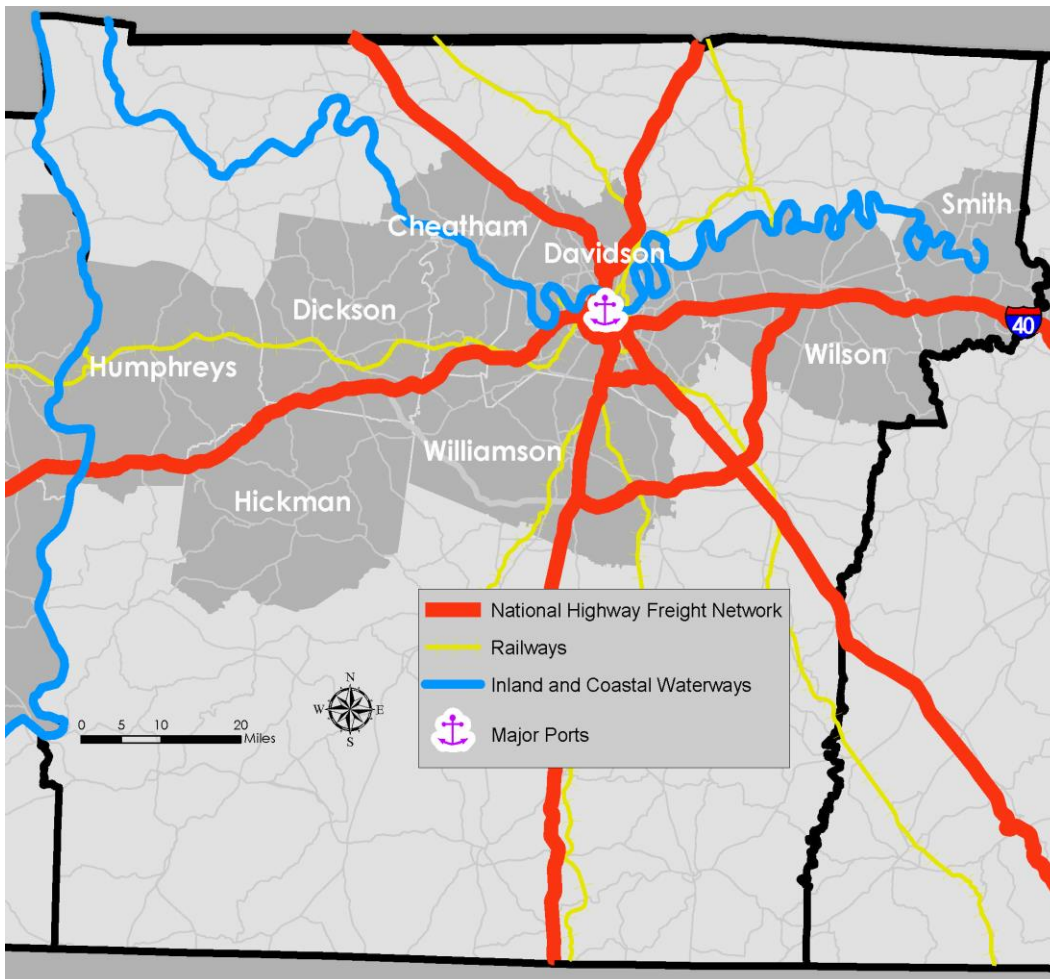 Smith
Cheatham
Davidson
Dickson
40
Humphreys
Wilson
Williamson
Hickman
National Highway Freight Network
Railways
Inland and Coastal Waterways
Major Ports
N
W E
S
0 5 10 20
Miles